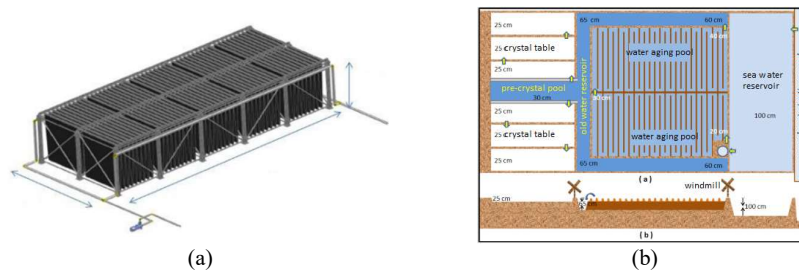 25 cm
65 cm
60 cm
40 cm
25 cm
crystal table
water aging pool
25 cm
pre-crystal pool
old water reservoir
30 cm
sea water
reservoir
100 cm
25 cm
25 cm
crystal table
water aging pool
20 cm
25 cm
65 cm
60 cm
( a )
windmill
25 cm
100 cm
( b )
(a)
(b)